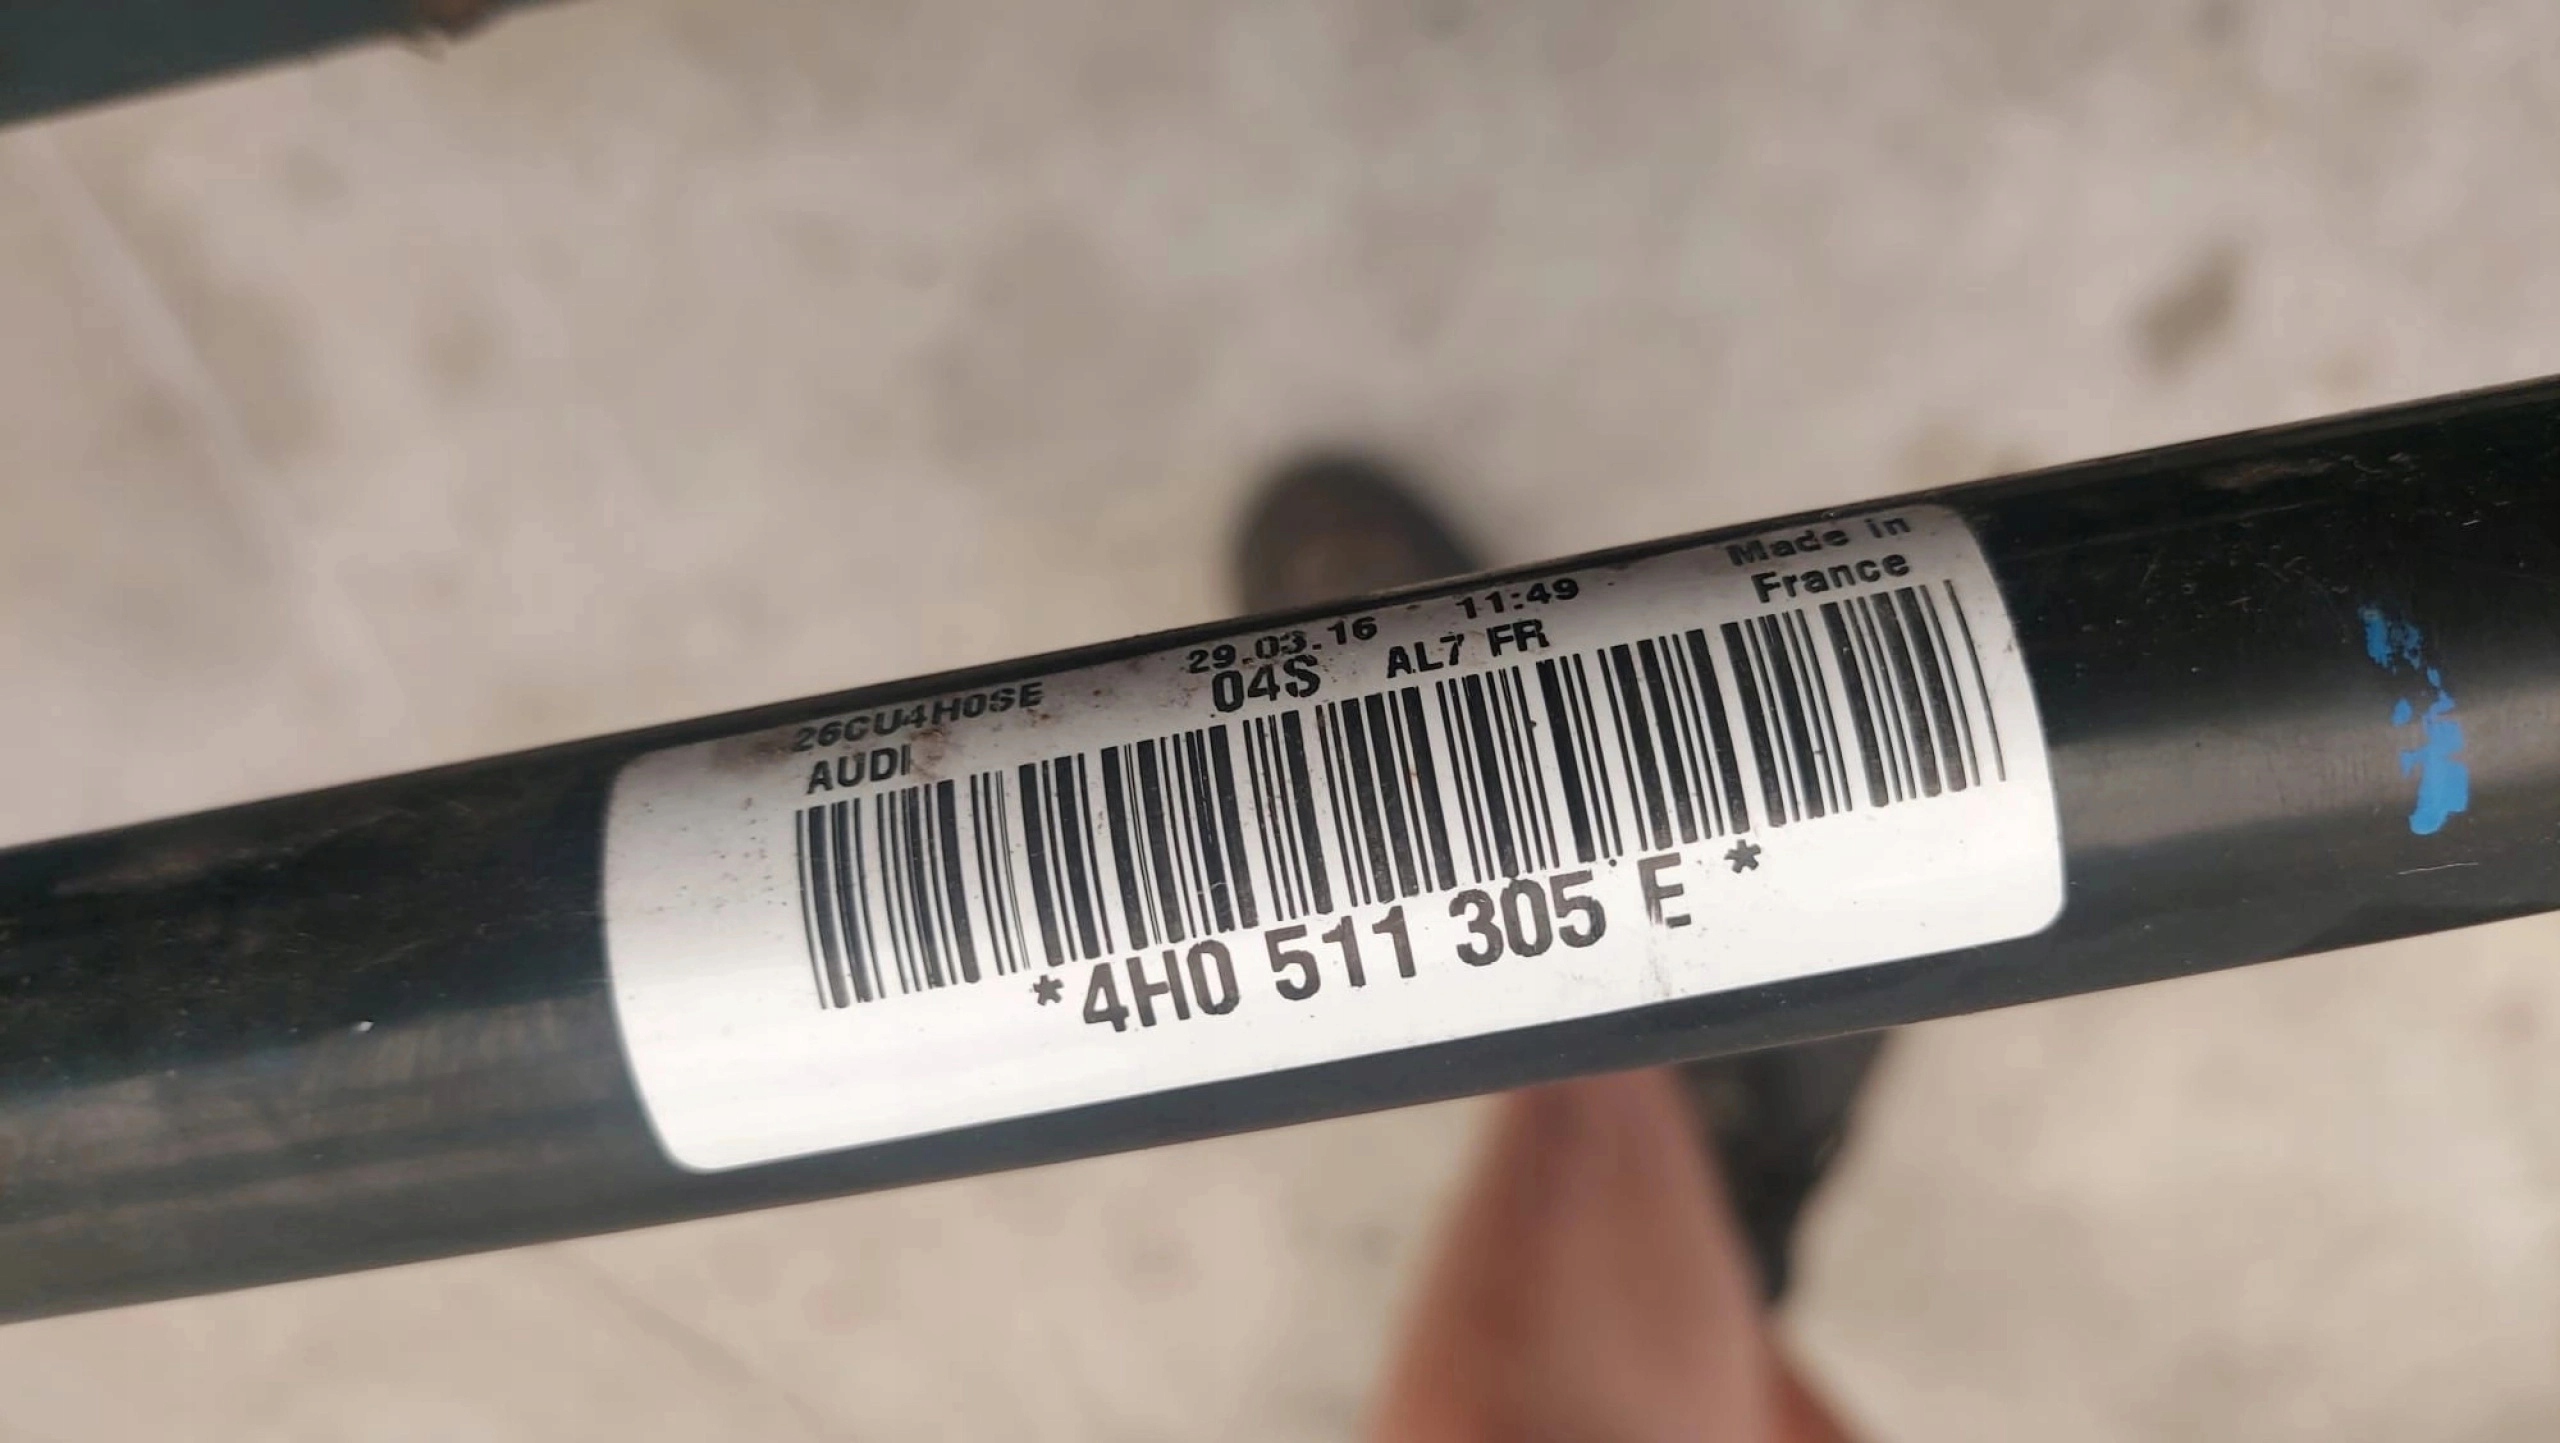 26CU4H0SE 29.03.16 11:49 Made in
AUDI 04S AL7 FR France
*4H0 511 305 E *